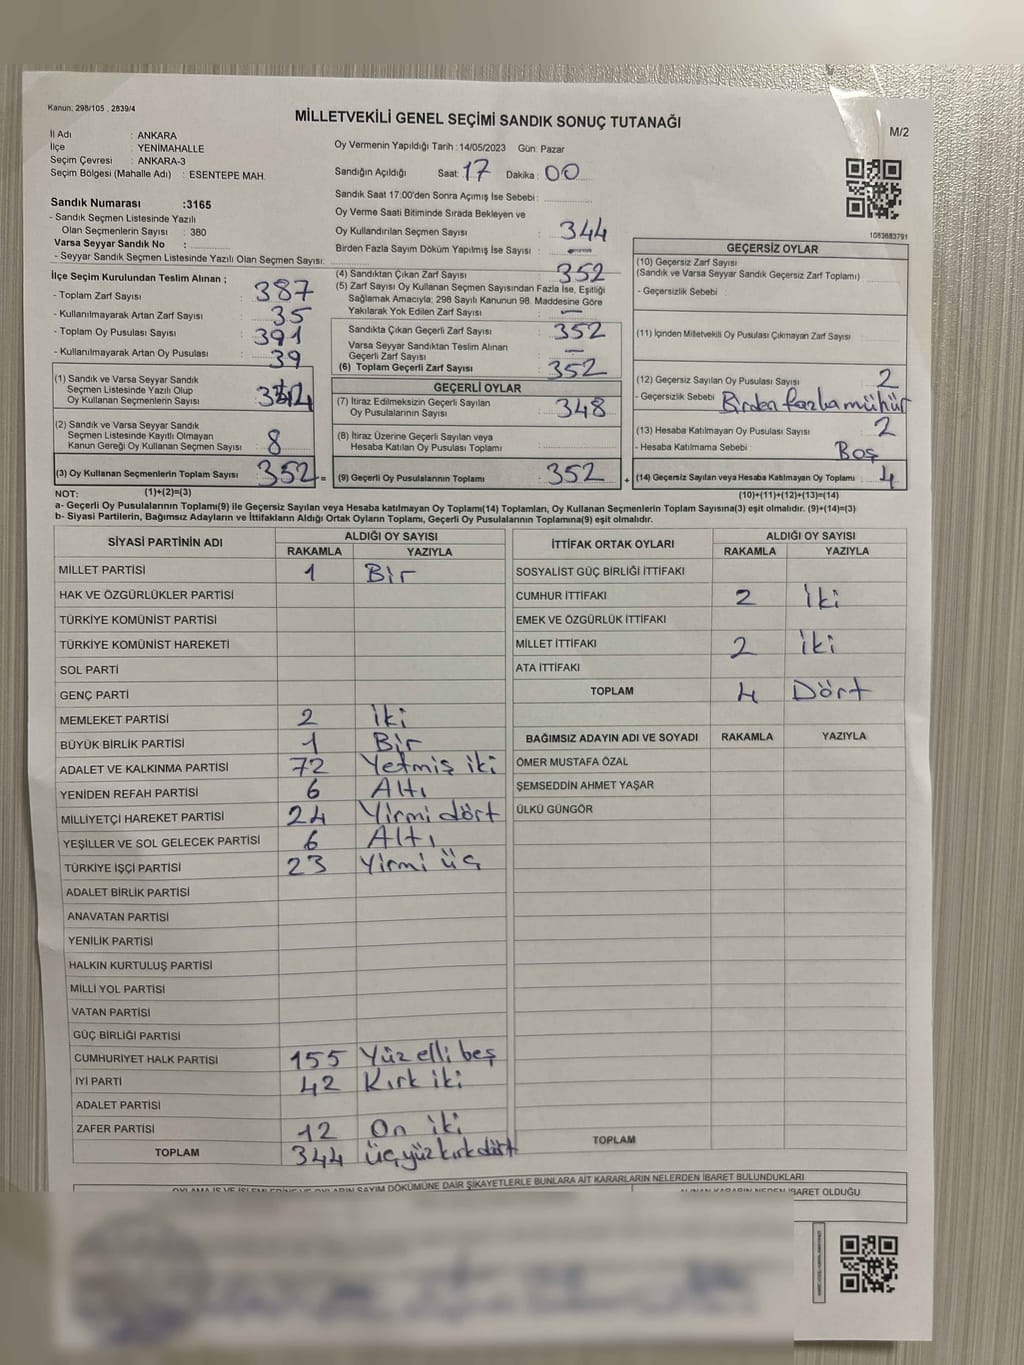 Kanun: 298/105 , 2839/4
MİLLETVEKİLİ GENEL SEÇİMİ SANDIK SONUÇ TUTANAĞI
M/2
İl Adı : ANKARA
İlçe : YENİMAHALLE
Seçim Çevresi : ANKARA-3
Seçim Bölgesi (Mahalle Adı) : ESENTEPE MAH.
Sandık Numarası :3165
- Sandık Seçmen Listesinde Yazılı
Olan Seçmenlerin Sayısı : 380
Varsa Seyyar Sandık No :
- Seyyar Sandık Seçmen Listesinde Yazılı Olan Seçmen Sayısı:
Oy Vermenin Yapıldığı Tarih :14/05/2023 Gün: Pazar
Sandığın Açıldığı Saat: 17 Dakika : 00
Sandık Saat 17:00'den Sonra Açımış İse Sebebi :
Oy Verme Saati Bitiminde Sırada Bekleyen ve
Oy Kullandırılan Seçmen Sayısı : 344
Birden Fazla Sayım Döküm Yapılmış İse Sayısı : -
1083683791
İlçe Seçim Kurulundan Teslim Alınan ;
- Toplam Zarf Sayısı : 387
- Kullanılmayarak Artan Zarf Sayısı : 35
- Toplam Oy Pusulası Sayısı : 391
- Kullanılmayarak Artan Oy Pusulası : 39
(1) Sandık ve Varsa Seyyar Sandık
Seçmen Listesinde Yazılı Olup
Oy Kullanan Seçmenlerin Sayısı :
(2) Sandık ve Varsa Seyyar Sandık
Seçmen Listesinde Kayıtlı Olmayan
Kanun Gereği Oy Kullanan Seçmen Sayısı : 8
(3) Oy Kullanan Seçmenlerin Toplam Sayısı : 352 =
(4) Sandıktan Çıkan Zarf Sayısı : 352
(5) Zarf Sayısı Oy Kullanan Seçmen Sayısından Fazla İse, Eşitliği
Sağlamak Amacıyla; 298 Sayılı Kanunun 98. Maddesine Göre
Yakılarak Yok Edilen Zarf Sayısı : -
Sandıkta Çıkan Geçerli Zarf Sayısı : 352
Varsa Seyyar Sandıktan Teslim Alınan
Geçerli Zarf Sayısı : -
(6) Toplam Geçerli Zarf Sayısı : 352
GEÇERLİ OYLAR
(7) İtiraz Edilmeksizin Geçerli Sayılan
Oy Pusulalarının Sayısı : 348
(8) İtiraz Üzerine Geçerli Sayılan veya
Hesaba Katılan Oy Pusulası Toplamı :
(9) Geçerli Oy Pusulalarının Toplamı : 352 +
GEÇERSİZ OYLAR
(10) Geçersiz Zarf Sayısı
(Sandık ve Varsa Seyyar Sandık Geçersiz Zarf Toplamı) :
- Geçersizlik Sebebi :
(11) İçinden Milletvekili Oy Pusulası Çıkmayan Zarf Sayısı :
(12) Geçersiz Sayılan Oy Pusulası Sayısı : 2
- Geçersizlik Sebebi Birden fazla mühür
(13) Hesaba Katılmayan Oy Pusulası Sayısı : 2
- Hesaba Katılmama Sebebi : Boş
(14) Geçersiz Sayılan veya Hesaba Katılmayan Oy Toplamı : 4
NOT: (1)+(2)=(3)
(10)+(11)+(12)+(13)=(14)
a- Geçerli Oy Pusulalarının Toplamı(9) ile Geçersiz Sayılan veya Hesaba katılmayan Oy Toplamı(14) Toplamları, Oy Kullanan Seçmenlerin Toplam Sayısına(3) eşit olmalıdır. (9)+(14)=(3)
b- Siyasi Partilerin, Bağımsız Adayların ve İttifakların Aldığı Ortak Oyların Toplamı, Geçerli Oy Pusulalarının Toplamına(9) eşit olmalıdır.
SİYASİ PARTİNİN ADI ALDIĞI OY SAYISI
RAKAMLA YAZIYLA
MİLLET PARTİSİ 1 Bir
HAK VE ÖZGÜRLÜKLER PARTİSİ
TÜRKİYE KOMÜNİST PARTİSİ
TÜRKİYE KOMÜNİST HAREKETİ
SOL PARTİ
GENÇ PARTİ
MEMLEKET PARTİSİ 2 İki
BÜYÜK BİRLİK PARTİSİ 1 Bir
ADALET VE KALKINMA PARTİSİ 72 Yetmiş iki
YENİDEN REFAH PARTİSİ 6 Altı
MİLLİYETÇİ HAREKET PARTİSİ 24 Yirmi dört
YEŞİLLER VE SOL GELECEK PARTİSİ 6 Altı
TÜRKİYE İŞÇİ PARTİSİ 23 Yirmi üç
ADALET BİRLİK PARTİSİ
ANAVATAN PARTİSİ
YENİLİK PARTİSİ
HALKIN KURTULUŞ PARTİSİ
MİLLİ YOL PARTİSİ
VATAN PARTİSİ
GÜÇ BİRLİĞİ PARTİSİ
CUMHURİYET HALK PARTİSİ 155 Yüz elli beş
İYİ PARTİ 42 Kırk iki
ADALET PARTİSİ
ZAFER PARTİSİ 12 On iki
TOPLAM 344 üçyüzkırkdört
İTTİFAK ORTAK OYLARI ALDIĞI OY SAYISI
RAKAMLA YAZIYLA
SOSYALİST GÜÇ BİRLİĞİ İTTİFAKI
CUMHUR İTTİFAKI 2 İki
EMEK VE ÖZGÜRLÜK İTTİFAKI
MİLLET İTTİFAKI 2 İki
ATA İTTİFAKI
TOPLAM 4 Dört
BAĞIMSIZ ADAYIN ADI VE SOYADI RAKAMLA YAZIYLA
ÖMER MUSTAFA ÖZAL
ŞEMSEDDİN AHMET YAŞAR
ÜLKÜ GÜNGÖR
TOPLAM
OYLAMA İŞ VE İŞLEMLERİNE VE OYLARIN SAYIM DÖKÜMÜNE DAİR ŞİKAYETLERLE BUNLARA AİT KARARLARIN NELERDEN İBARET BULUNDUKLARI
ALINAN KARARIN NEDEN İBARET OLDUĞU